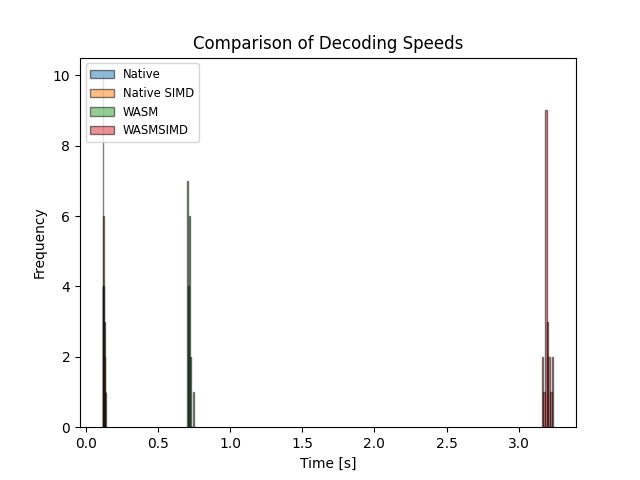 Comparison of Decoding Speeds
10
8
6
4
2
0
Frequency
Native
Native SIMD
WASM
WASMSIMD
0.0 0.5 1.0 1.5 2.0 2.5 3.0
Time [s]